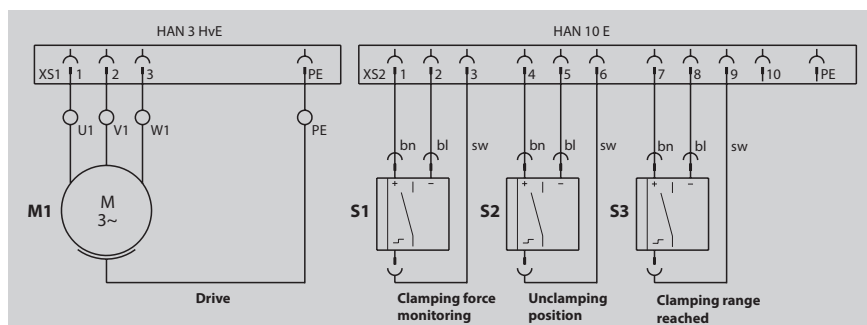 HAN 3 HvE
HAN 10 E
XS1 1 2 3 PE
XS2 1 2 3 4 5 6 7 8 9 10 PE
U1 V1 W1 PE
bn bl sw bn bl sw bn bl sw
+ − + − + −
M1 M 3~ S1 S2 S3
Drive
Clamping force
monitoring
Unclamping
position
Clamping range
reached